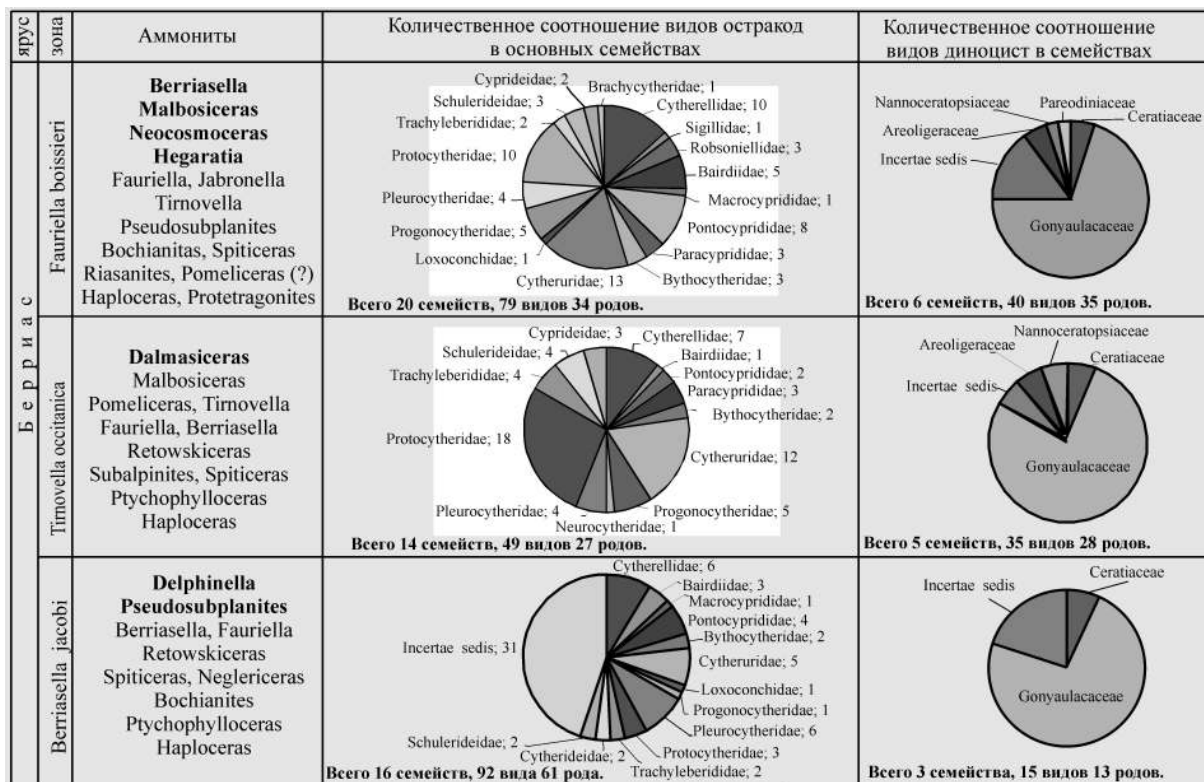 ярус
зона
Аммониты
Количественное соотношение видов остракод
в основных семействах
Количественное соотношение
видов диноцист в семействах
Берриас
Fauriella boissieri
Berriasella
Malbosiceras
Neocosmoceras
Hegaratia
Fauriella, Jabronella
Tirnovella
Pseudosubplanites
Bochianitas, Spiticeras
Riasanites, Pomeliceras (?)
Haploceras, Protetragonites
Cyprideidae; 2
Brachycytheridae; 1
Schulerideidae; 3
Cytherellidae; 10
Trachyleberididae; 2
Sigillidae; 1
Robsoniellidae; 3
Protocytheridae; 10
Bairdiidae; 5
Pleurocytheridae; 4
Macrocyprididae; 1
Progonocytheridae; 5
Pontocyprididae; 8
Loxoconchidae; 1
Paracyprididae; 3
Cytheruridae; 13
Bythocytheridae; 3
Всего 20 семейств, 79 видов 34 родов.
Nannoceratopsiaceae
Pareodiniaceae
Ceratiaceae
Areoligeraceae
Incertae sedis
Gonyaulacaceae
Всего 6 семейств, 40 видов 35 родов.
Tirnovella occitanica
Dalmasiceras
Malbosiceras
Pomeliceras, Tirnovella
Fauriella, Berriasella
Retowskiceras
Subalpinites, Spiticeras
Ptychophylloceras
Haploceras
Cyprideidae; 3
Cytherellidae; 7
Schulerideidae; 4
Bairdiidae; 1
Trachyleberididae; 4
Pontocyprididae; 2
Paracyprididae; 3
Bythocytheridae; 2
Protocytheridae; 18
Cytheruridae; 12
Pleurocytheridae; 4
Progonocytheridae; 5
Neurocytheridae; 1
Всего 14 семейств, 49 видов 27 родов.
Nannoceratopsiaceae
Areoligeraceae
Ceratiaceae
Incertae sedis
Gonyaulacaceae
Всего 5 семейств, 35 видов 28 родов.
Berriasella jacobi
Delphinella
Pseudosubplanites
Berriasella, Fauriella
Retowskiceras
Spiticeras, Neglericeras
Bochianites
Ptychophylloceras
Haploceras
Cytherellidae; 6
Bairdiidae; 3
Macrocyprididae; 1
Pontocyprididae; 4
Bythocytheridae; 2
Incertae sedis; 31
Cytheruridae; 5
Loxoconchidae; 1
Progonocytheridae; 1
Pleurocytheridae; 6
Schulerideidae; 2
Protocytheridae; 3
Cytherideidae; 2
Trachyleberididae; 2
Всего 16 семейств, 92 вида 61 рода.
Incertae sedis
Ceratiaceae
Gonyaulacaceae
Всего 3 семейства, 15 видов 13 родов.